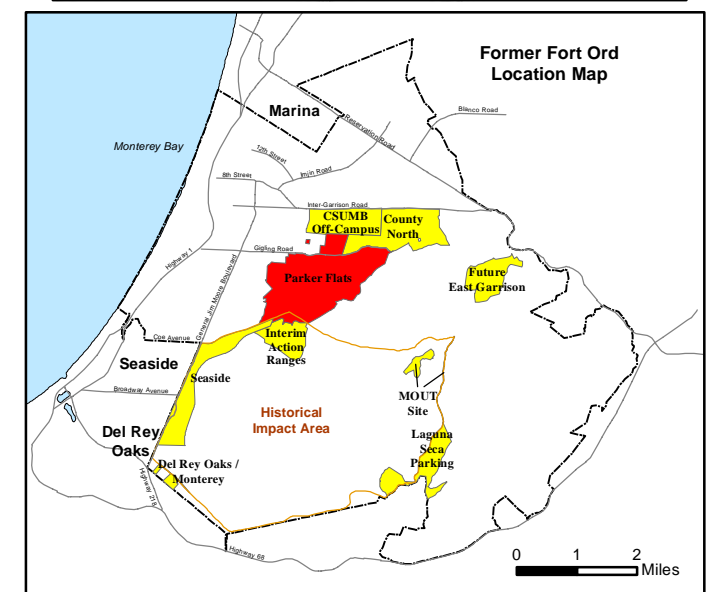 Former Fort Ord
Location Map
Marina
Blanco Road
Reservation Road
Monterey Bay
12th Street
Imjin Road
8th Street
Inter-Garrison Road
CSUMB
Off-Campus
County
North
Gigling Road
Highway 1
General Jim Moore Boulevard
Parker Flats
Future
East Garrison
Coe Avenue
Interim
Action
Ranges
Seaside
Seaside
Broadway Avenue
MOUT
Site
Historical
Impact Area
Del Rey
Oaks
Laguna
Seca
Parking
Del Rey Oaks /
Monterey
Highway 218
Highway 68
0 1 2
Miles